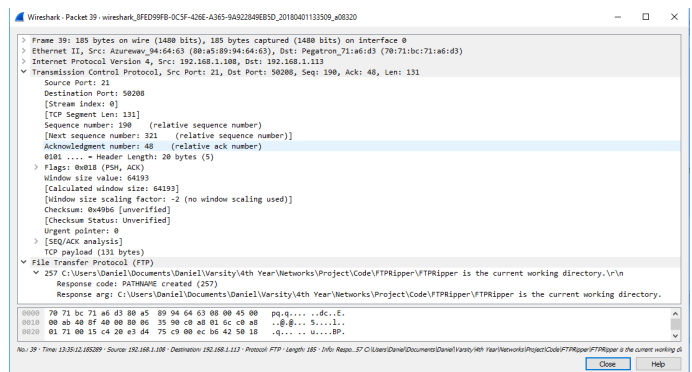 Wireshark · Packet 39 · wireshark_8FED99FB-0C5F-426E-A365-9A922849EB5D_20180401133509_a08320
> Frame 39: 185 bytes on wire (1480 bits), 185 bytes captured (1480 bits) on interface 0
> Ethernet II, Src: Azurewav_94:64:63 (80:a5:89:94:64:63), Dst: Pegatron_71:a6:d3 (70:71:bc:71:a6:d3)
> Internet Protocol Version 4, Src: 192.168.1.108, Dst: 192.168.1.113
Transmission Control Protocol, Src Port: 21, Dst Port: 50208, Seq: 190, Ack: 48, Len: 131
Source Port: 21
Destination Port: 50208
[Stream index: 0]
[TCP Segment Len: 131]
Sequence number: 190 (relative sequence number)
[Next sequence number: 321 (relative sequence number)]
Acknowledgment number: 48 (relative ack number)
0101 .... = Header Length: 20 bytes (5)
> Flags: 0x018 (PSH, ACK)
Window size value: 64193
[Calculated window size: 64193]
[Window size scaling factor: -2 (no window scaling used)]
Checksum: 0x49b6 [unverified]
[Checksum Status: Unverified]
Urgent pointer: 0
> [SEQ/ACK analysis]
TCP payload (131 bytes)
File Transfer Protocol (FTP)
257 C:\Users\Daniel\Documents\Daniel\Varsity\4th Year\Networks\Project\Code\FTPRipper\FTPRipper is the current working directory.\r\n
Response code: PATHNAME created (257)
Response arg: C:\Users\Daniel\Documents\Daniel\Varsity\4th Year\Networks\Project\Code\FTPRipper\FTPRipper is the current working directory.
0000 70 71 bc 71 a6 d3 80 a5 89 94 64 63 08 00 45 00 pq.q.... ..dc..E.
0010 00 ab 40 8f 40 00 80 06 35 90 c0 a8 01 6c c0 a8 ..@.@... 5....l..
0020 01 71 00 15 c4 20 e3 d4 75 c9 00 ec b6 42 50 18 .q... .. u....BP.
No.: 39 · Time: 13:35:12.185289 · Source: 192.168.1.108 · Destination: 192.168.1.113 · Protocol: FTP · Length: 185 · Info: Respo...57 C:\Users\Daniel\Documents\Daniel\Varsity\4th Year\Networks\Project\Code\FTPRipper\FTPRipper is the current working di
Close
Help